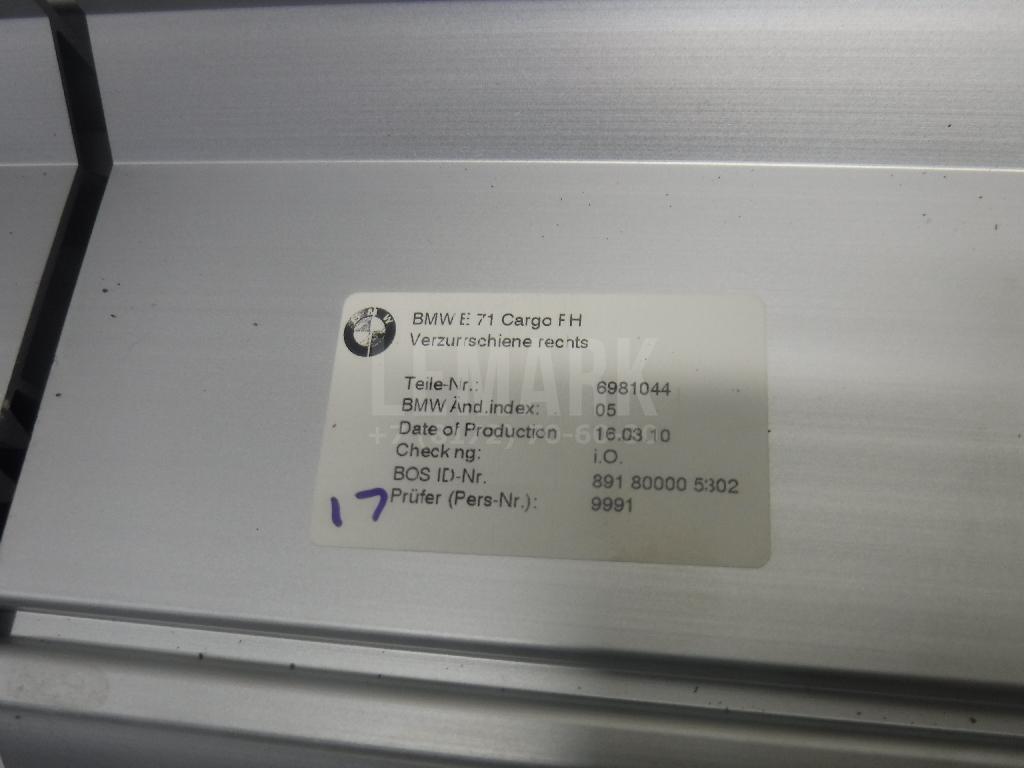 BMW
BMW E 71 Cargo FH
Verzurrschiene rechts
LEMARK
Teile-Nr.: 6981044
BMW Änd.index: 05
Date of Production 16.03.10
Checking: i.O.
BOS ID-Nr. 891 80000 5302
Prüfer (Pers-Nr.): 9991
17